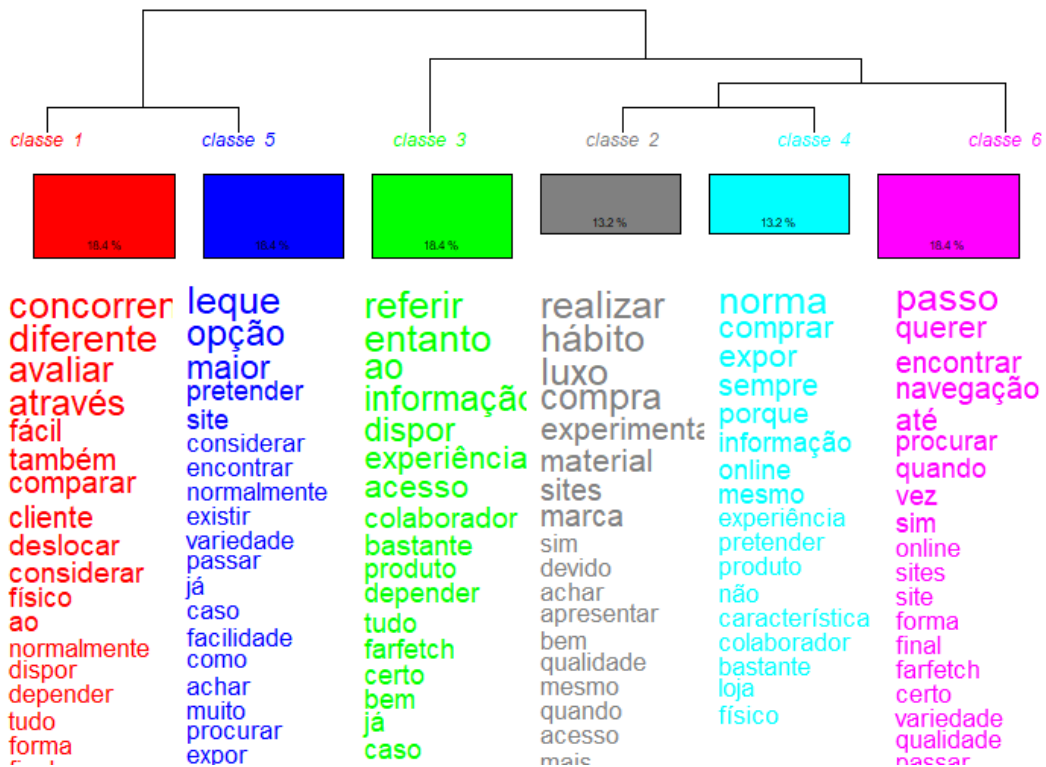 classe 1
classe 5
classe 3
classe 2
classe 4
classe 6
18.4 %
18.4 %
18.4 %
13.2 %
13.2 %
18.4 %
concorren
diferente
avaliar
através
fácil
também
comparar
cliente
deslocar
considerar
físico
ao
normalmente
dispor
depender
tudo
forma
leque
opção
maior
pretender
site
considerar
encontrar
normalmente
existir
variedade
passar
já
caso
facilidade
como
achar
muito
procurar
expor
referir
entanto
ao
informaçã
dispor
experiência
acesso
colaborador
bastante
produto
depender
tudo
farfetch
certo
bem
já
caso
realizar
hábito
luxo
compra
experimenta
material
sites
marca
sim
devido
achar
apresentar
bem
qualidade
mesmo
quando
acesso
mais
norma
comprar
expor
sempre
porque
informação
online
mesmo
experiência
pretender
produto
não
característica
colaborador
bastante
loja
físico
passo
querer
encontrar
navegação
até
procurar
quando
vez
sim
online
sites
site
forma
final
farfetch
certo
variedade
qualidade
passar